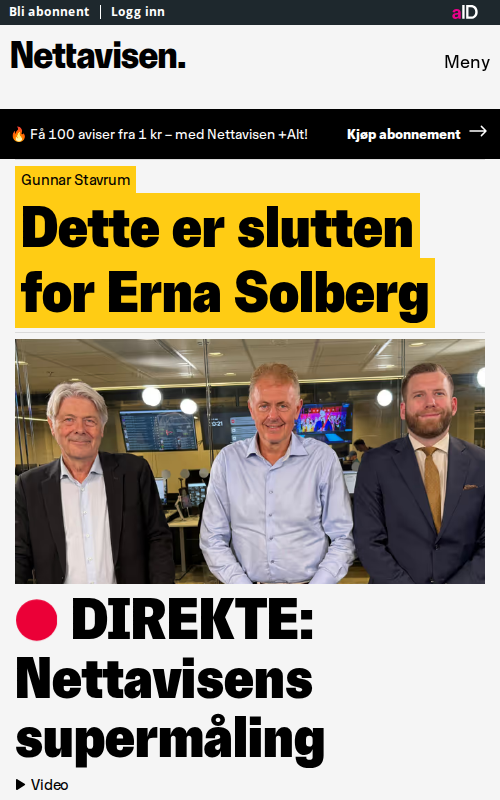 Bli abonnent | Logg inn
aID
Nettavisen.
Meny
🔥 Få 100 aviser fra 1 kr – med Nettavisen +Alt!
Kjøp abonnement →
Gunnar Stavrum
Dette er slutten
for Erna Solberg
DIREKTE:
Nettavisens
supermåling
Video